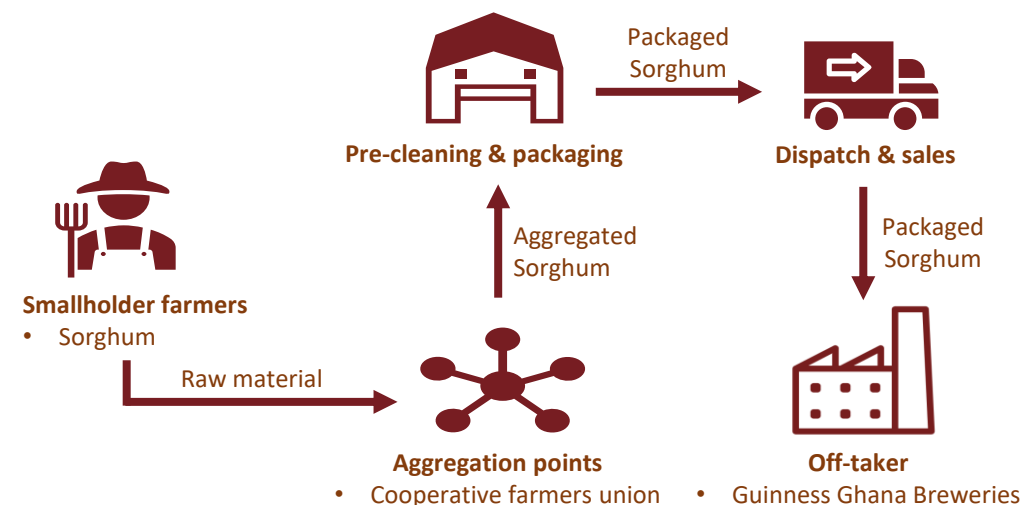 Packaged
Sorghum
Pre-cleaning & packaging
Dispatch & sales
Aggregated
Sorghum
Packaged
Sorghum
Smallholder farmers
• Sorghum
Raw material
Aggregation points
• Cooperative farmers union
Off-taker
• Guinness Ghana Breweries